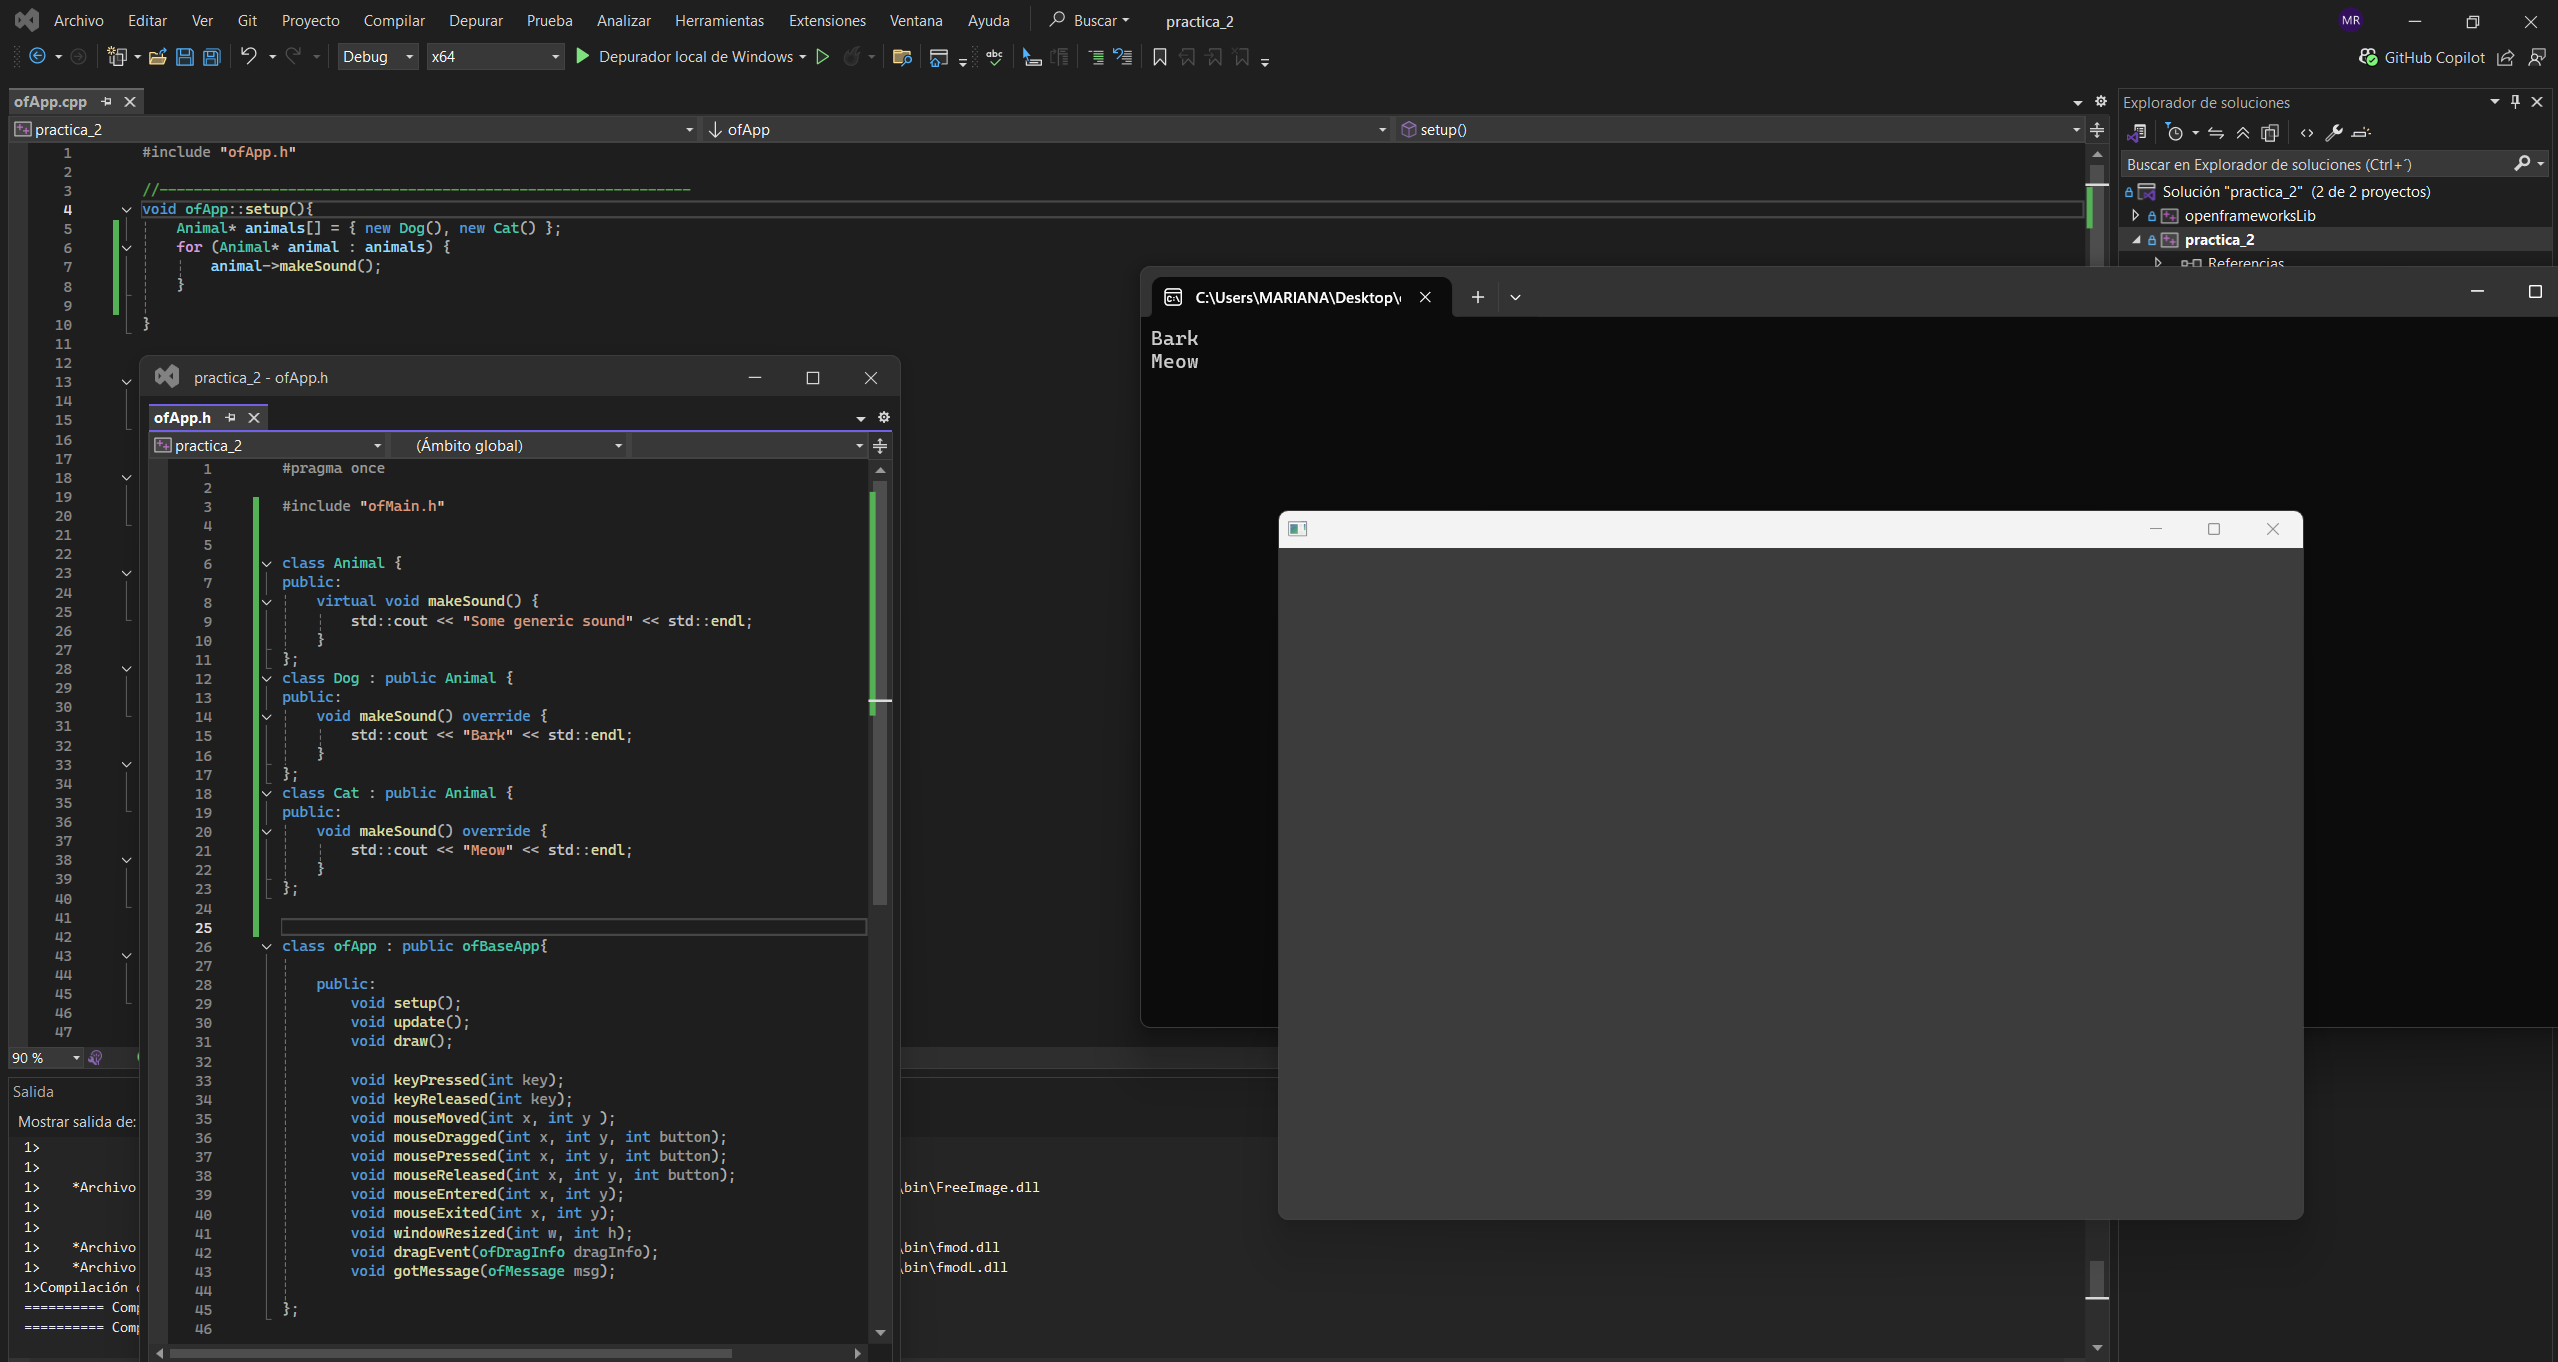 Archivo Editar Ver Git Proyecto Compilar Depurar Prueba Analizar Herramientas Extensiones Ventana Ayuda Buscar practica_2 MR
Debug x64 Depurador local de Windows abc GitHub Copilot
ofApp.cpp
practica_2 ofApp setup()
1 #include "ofApp.h"
2
3 //--------------------------------------------------------------
4 void ofApp::setup(){
5 Animal* animals[] = { new Dog(), new Cat() };
6 for (Animal* animal : animals) {
7 animal->makeSound();
8 }
9
10 }
11
12
13
14
15
16
17
18
19
20
21
22
23
24
25
26
27
28
29
30
31
32
33
34
35
36
37
38
39
40
41
42
43
44
45
46
47
90 %
practica_2 - ofApp.h
ofApp.h
practica_2 (Ámbito global)
1 #pragma once
2
3 #include "ofMain.h"
4
5
6 class Animal {
7 public:
8 virtual void makeSound() {
9 std::cout << "Some generic sound" << std::endl;
10 }
11 };
12 class Dog : public Animal {
13 public:
14 void makeSound() override {
15 std::cout << "Bark" << std::endl;
16 }
17 };
18 class Cat : public Animal {
19 public:
20 void makeSound() override {
21 std::cout << "Meow" << std::endl;
22 }
23 };
24
25
26 class ofApp : public ofBaseApp{
27
28 public:
29 void setup();
30 void update();
31 void draw();
32
33 void keyPressed(int key);
34 void keyReleased(int key);
35 void mouseMoved(int x, int y );
36 void mouseDragged(int x, int y, int button);
37 void mousePressed(int x, int y, int button);
38 void mouseReleased(int x, int y, int button);
39 void mouseEntered(int x, int y);
40 void mouseExited(int x, int y);
41 void windowResized(int w, int h);
42 void dragEvent(ofDragInfo dragInfo);
43 void gotMessage(ofMessage msg);
44
45 };
46
Salida
Mostrar salida de:
1>
1>
1> *Archivo \bin\FreeImage.dll
1>
1>
1> *Archivo \bin\fmod.dll
1> *Archivo \bin\fmodL.dll
1>Compilación
==========
==========
Explorador de soluciones
Buscar en Explorador de soluciones (Ctrl+´)
Solución "practica_2" (2 de 2 proyectos)
openframeworksLib
practica_2
Referencias
C:\Users\MARIANA\Desktop\
Bark
Meow